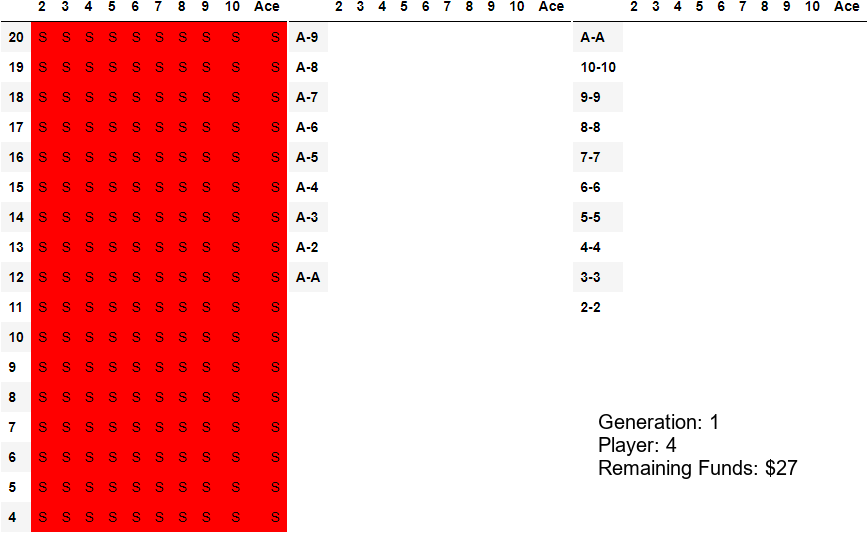 2 3 4 5 6 7 8 9 10 Ace 2 3 4 5 6 7 8 9 10 Ace 2 3 4 5 6 7 8 9 10 Ace
20 S S S S S S S S S S A-9 A-A
19 S S S S S S S S S S A-8 10-10
18 S S S S S S S S S S A-7 9-9
17 S S S S S S S S S S A-6 8-8
16 S S S S S S S S S S A-5 7-7
15 S S S S S S S S S S A-4 6-6
14 S S S S S S S S S S A-3 5-5
13 S S S S S S S S S S A-2 4-4
12 S S S S S S S S S S A-A 3-3
11 S S S S S S S S S S 2-2
10 S S S S S S S S S S
9 S S S S S S S S S S
8 S S S S S S S S S S
7 S S S S S S S S S S
6 S S S S S S S S S S
5 S S S S S S S S S S
4 S S S S S S S S S S
Generation: 1
Player: 4
Remaining Funds: $27